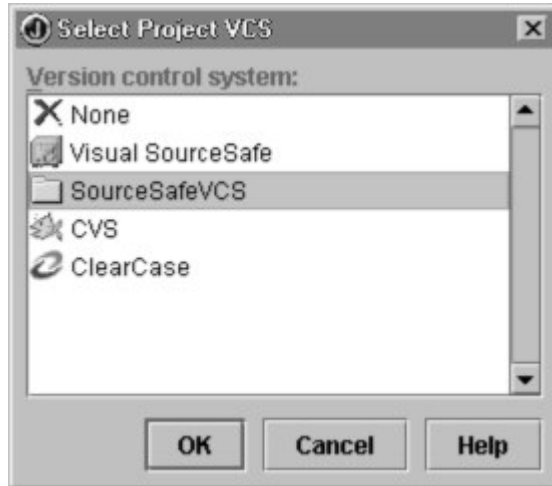 Select Project VCS
Version control system:
None
Visual SourceSafe
SourceSafeVCS
CVS
ClearCase
OK Cancel Help